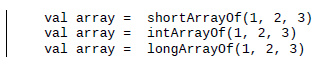 val array =  shortArrayOf(1, 2, 3)
val array =  intArrayOf(1, 2, 3)
val array =  longArrayOf(1, 2, 3)